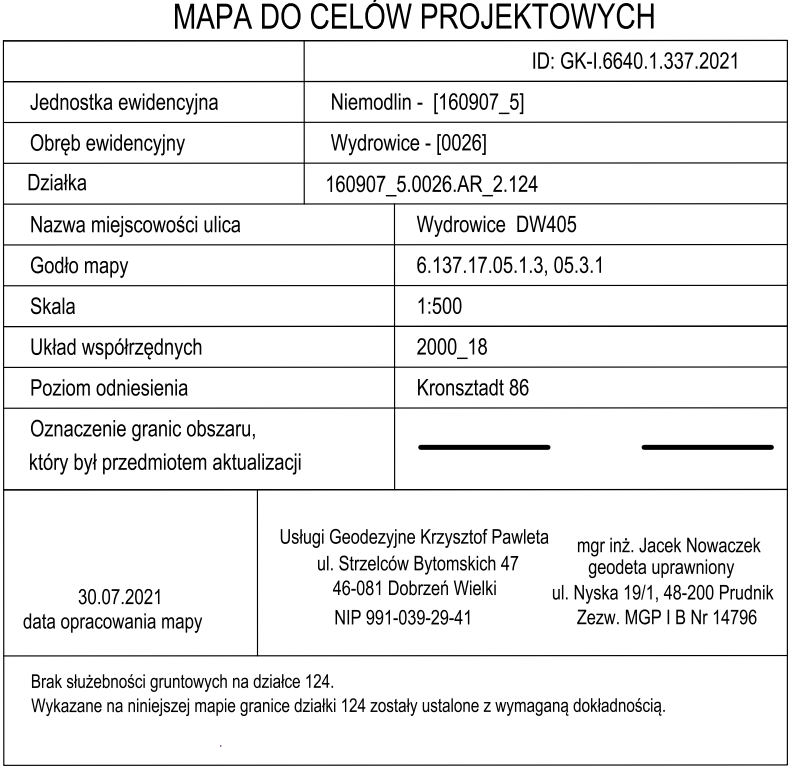 MAPA DO CELÓW PROJEKTOWYCH
ID: GK-I.6640.1.337.2021
Jednostka ewidencyjna Niemodlin - [160907_5]
Obręb ewidencyjny Wydrowice - [0026]
Działka 160907_5.0026.AR_2.124
Nazwa miejscowości ulica Wydrowice DW405
Godło mapy 6.137.17.05.1.3, 05.3.1
Skala 1:500
Układ współrzędnych 2000_18
Poziom odniesienia Kronsztadt 86
Oznaczenie granic obszaru,
który był przedmiotem aktualizacji
30.07.2021
data opracowania mapy
Usługi Geodezyjne Krzysztof Pawleta
ul. Strzelców Bytomskich 47
46-081 Dobrzeń Wielki
NIP 991-039-29-41
mgr inż. Jacek Nowaczek
geodeta uprawniony
ul. Nyska 19/1, 48-200 Prudnik
Zezw. MGP I B Nr 14796
Brak służebności gruntowych na działce 124.
Wykazane na niniejszej mapie granice działki 124 zostały ustalone z wymaganą dokładnością.